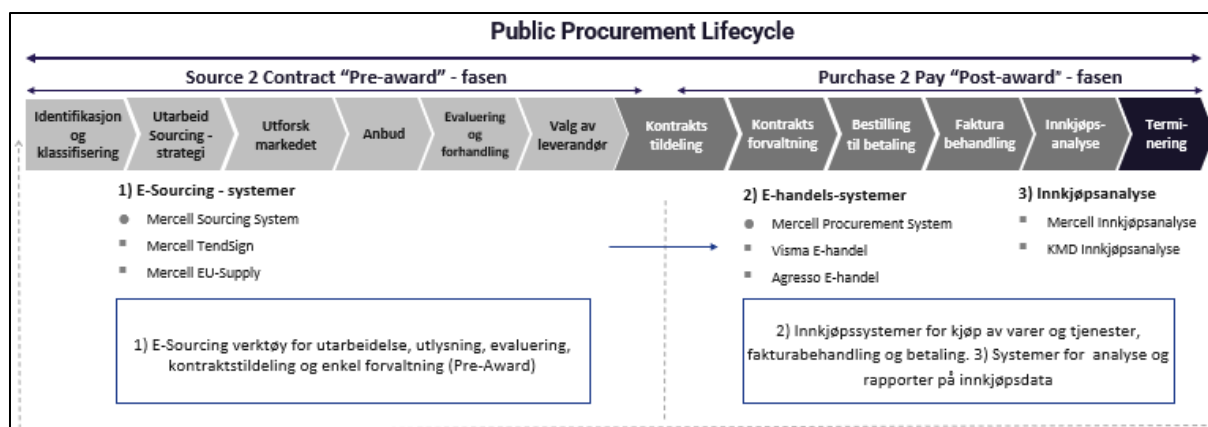 Public Procurement Lifecycle
Source 2 Contract “Pre-award” - fasen
Purchase 2 Pay “Post-award” - fasen
Identifikasjon
og
klassifisering
Utarbeid
Sourcing -
strategi
Utforsk
markedet
Anbud
Evaluering
og
forhandling
Valg av
leverandør
Kontrakts
tildeling
Kontrakts
forvaltning
Bestilling
til betaling
Faktura
behandling
Innkjøps-
analyse
Termi-
nering
1) E-Sourcing - systemer
Mercell Sourcing System
Mercell TendSign
Mercell EU-Supply
2) E-handels-systemer
Mercell Procurement System
Visma E-handel
Agresso E-handel
3) Innkjøpsanalyse
Mercell Innkjøpsanalyse
KMD Innkjøpsanalyse
1) E-Sourcing verktøy for utarbeidelse, utlysning, evaluering,
kontraktstildeling og enkel forvaltning (Pre-Award)
2) Innkjøpssystemer for kjøp av varer og tjenester,
fakturabehandling og betaling. 3) Systemer for analyse og
rapporter på innkjøpsdata